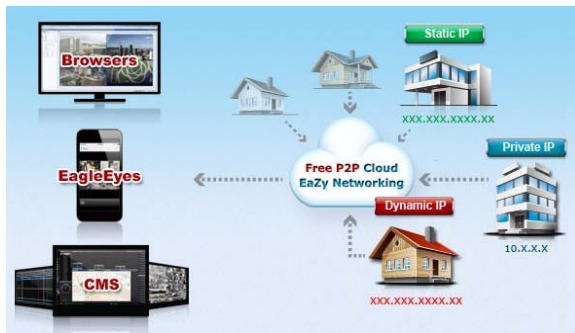 Browsers
Static IP
xxx.xxx.xxxx.xx
Free P2P Cloud
EaZy Networking
Private IP
10.x.x.x
EagleEyes
Dynamic IP
xxx.xxx.xxxx.xx
CMS